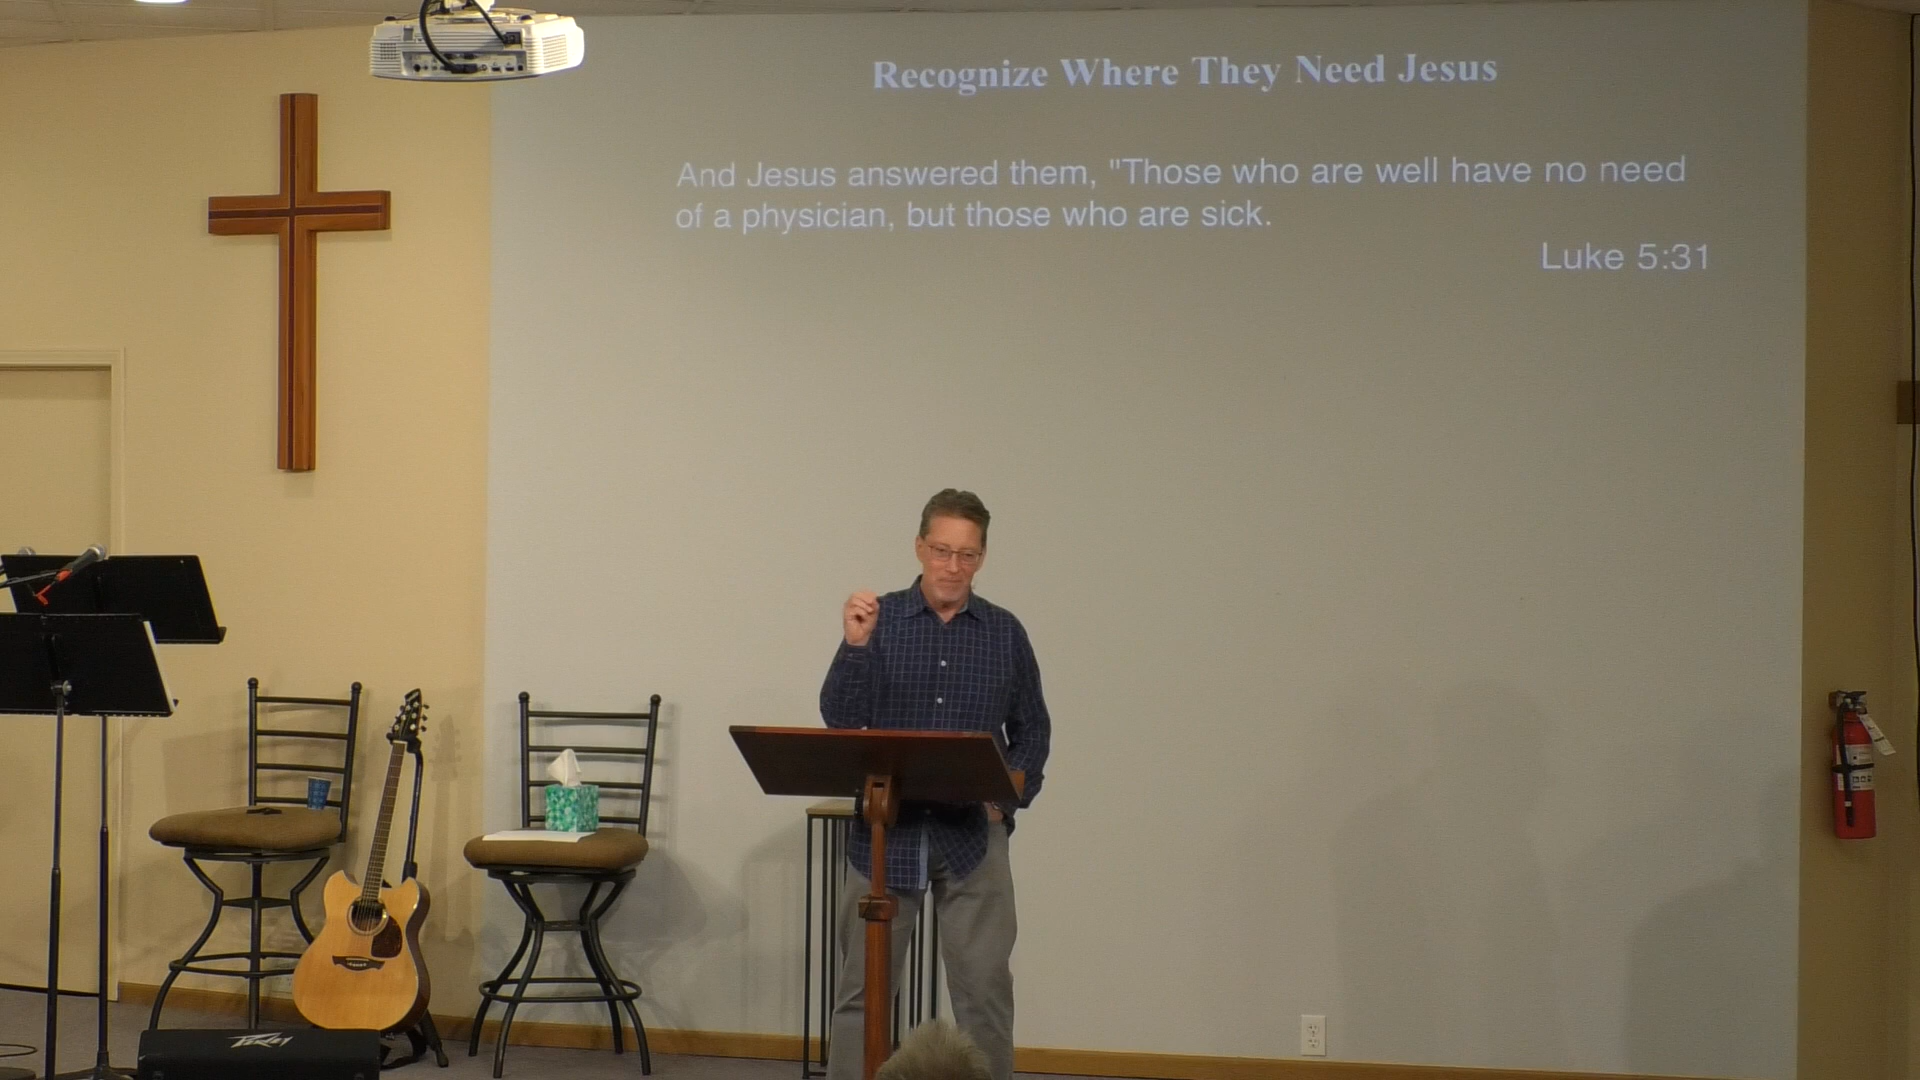 Recognize Where They Need Jesus
And Jesus answered them, "Those who are well have no need
of a physician, but those who are sick.
Luke 5:31
PEAVEY